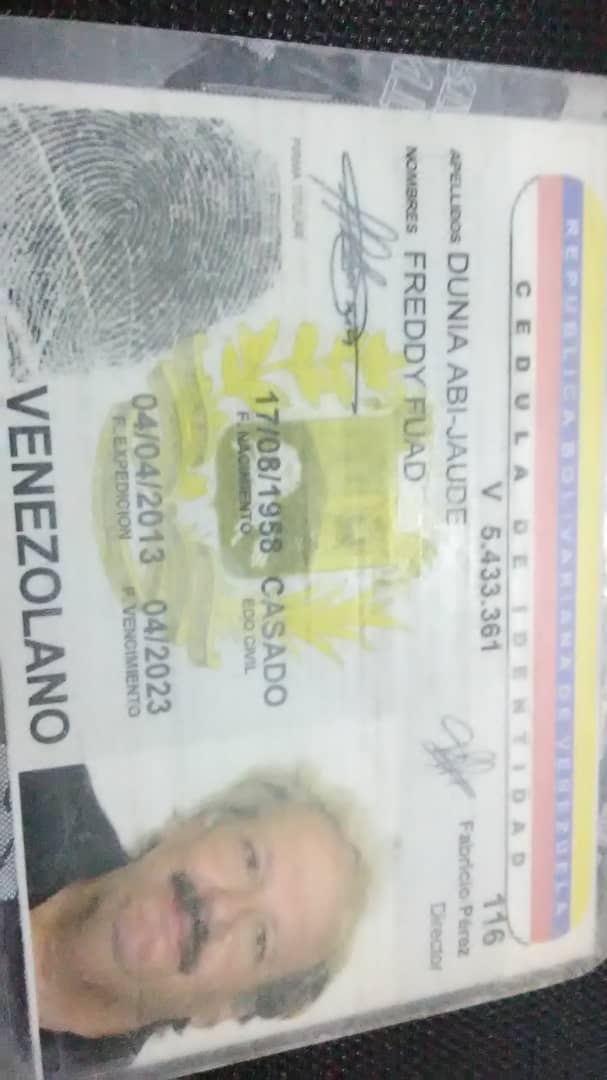 REPUBLICA BOLIVARIANA DE VENEZUELA
CEDULA DE IDENTIDAD
V 5.433.361 116
APELLIDOS DUNIA ABI-JAUDE
Fabricio Pérez
Director
NOMBRES FREDDY FUAD
FIRMA TITULAR
17/08/1958 CASADO
F. NACIMIENTO EDO CIVIL
04/04/2013 04/2023
F. EXPEDICION F. VENCIMIENTO
VENEZOLANO